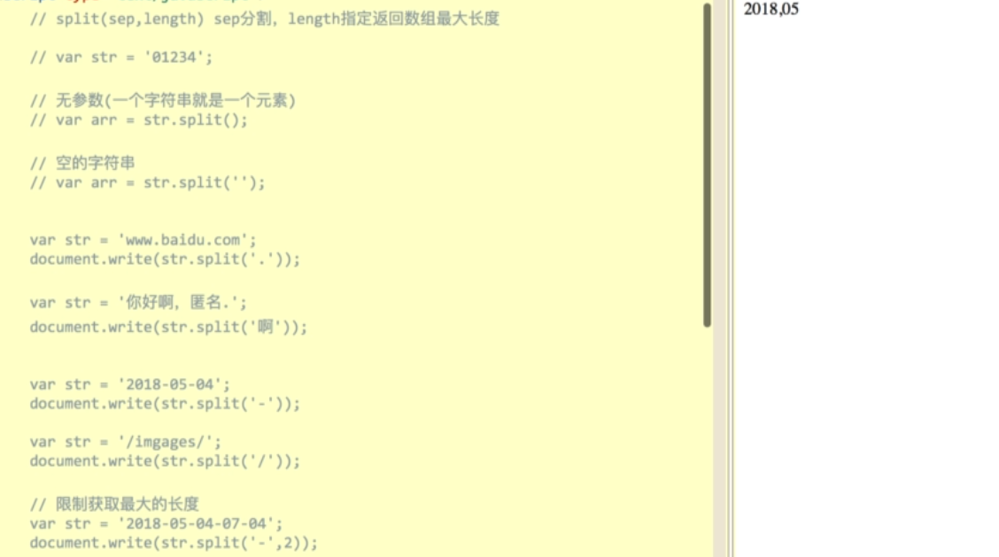 // split(sep,length) sep分割，length指定返回数组最大长度
// var str = '01234';
// 无参数(一个字符串就是一个元素)
// var arr = str.split();
// 空的字符串
// var arr = str.split('');
var str = 'www.baidu.com';
document.write(str.split('.'));
var str = '你好啊，匿名.';
document.write(str.split('啊'));
var str = '2018-05-04';
document.write(str.split('-'));
var str = '/imgages/';
document.write(str.split('/'));
// 限制获取最大的长度
var str = '2018-05-04-07-04';
document.write(str.split('-',2));
2018,05